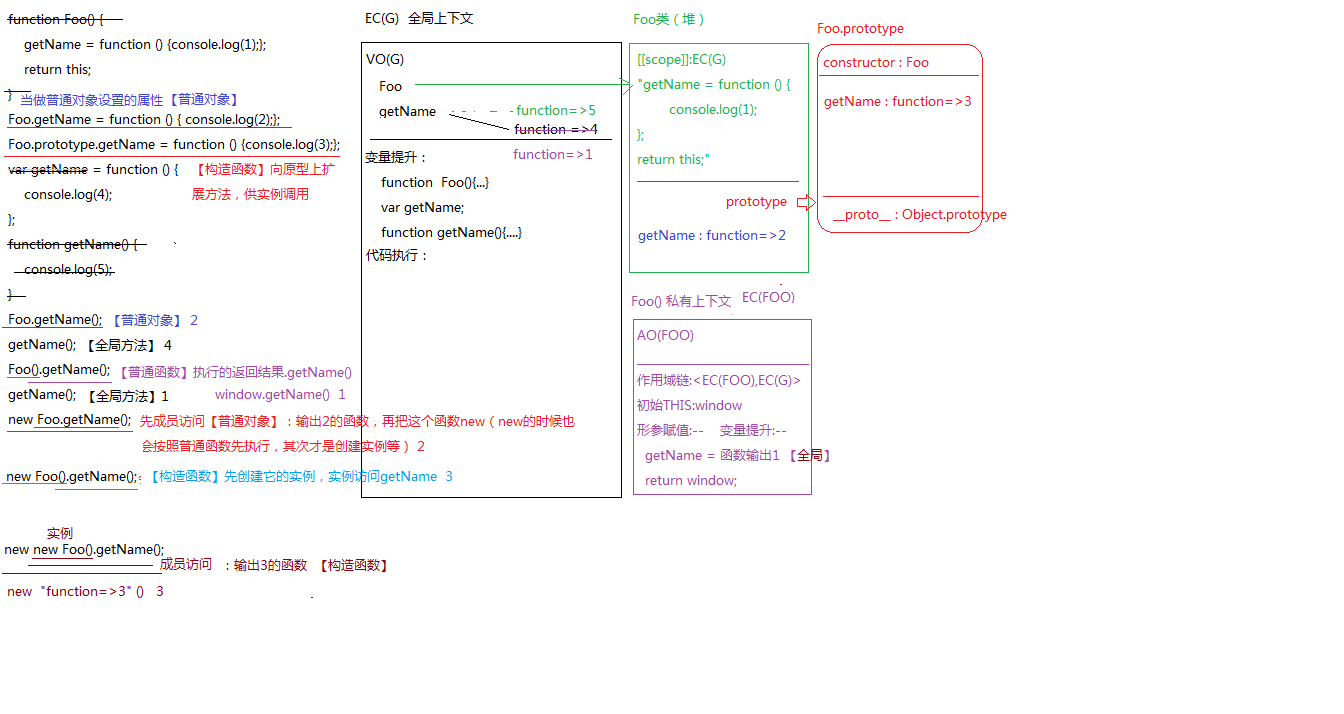 function Foo() {
getName = function () {console.log(1);};
return this;
}
当做普通对象设置的属性【普通对象】
Foo.getName = function () { console.log(2);};
Foo.prototype.getName = function () {console.log(3);};
var getName = function () {
【构造函数】向原型上扩
console.log(4);
展方法，供实例调用
};
function getName() {
console.log(5);
}
Foo.getName(); 【普通对象】 2
getName(); 【全局方法】 4
Foo().getName(); 【普通函数】执行的返回结果.getName()
getName(); 【全局方法】1
window.getName() 1
new Foo.getName(); 先成员访问【普通对象】：输出2的函数，再把这个函数new（new的时候也
会按照普通函数先执行，其次才是创建实例等） 2
new Foo().getName(); 【构造函数】先创建它的实例，实例访问getName 3
实例
new new Foo().getName();
成员访问 ：输出3的函数 【构造函数】
new "function=>3" () 3
EC(G) 全局上下文
VO(G)
Foo
getName
function=>5
function =>4
function=>1
变量提升：
function Foo(){...}
var getName;
function getName(){....}
代码执行：
Foo类（堆）
[[scope]]:EC(G)
"getName = function () {
console.log(1);
};
return this;"
prototype
getName : function=>2
Foo.prototype
constructor : Foo
getName : function=>3
__proto__ : Object.prototype
Foo() 私有上下文 EC(FOO)
AO(FOO)
作用域链:<EC(FOO),EC(G)>
初始THIS:window
形参赋值:-- 变量提升:--
getName = 函数输出1 【全局】
return window;